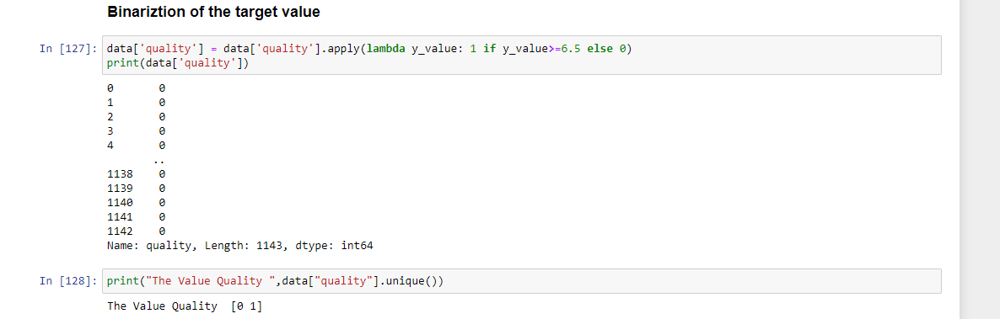 Binariztion of the target value
In [127]: data['quality'] = data['quality'].apply(lambda y_value: 1 if y_value>=6.5 else 0)
print(data['quality'])
0 0
1 0
2 0
3 0
4 0
..
1138 0
1139 0
1140 0
1141 0
1142 0
Name: quality, Length: 1143, dtype: int64
In [128]: print("The Value Quality ",data["quality"].unique())
The Value Quality  [0 1]